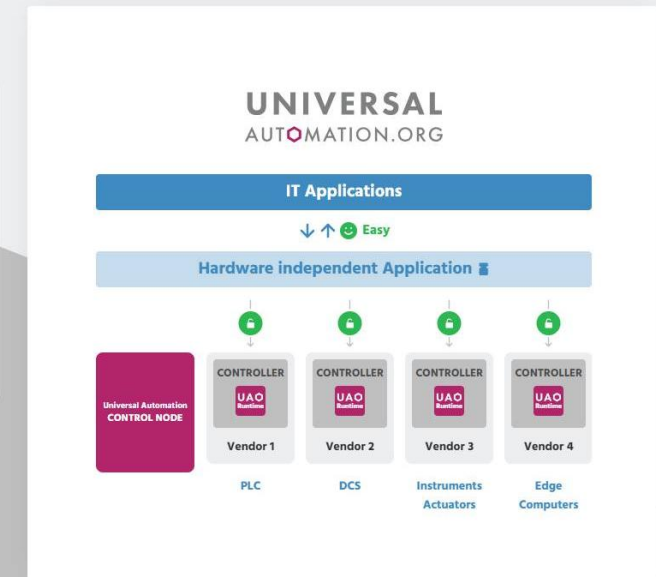 UNIVERSAL
AUTOMATION.ORG
IT Applications
Easy
Hardware independent Application
CONTROLLER
UAO
Runtime
Vendor 1
CONTROLLER
UAO
Runtime
Vendor 2
CONTROLLER
UAO
Runtime
Vendor 3
CONTROLLER
UAO
Runtime
Vendor 4
Universal Automation
CONTROL NODE
PLC
DCS
Instruments
Actuators
Edge
Computers